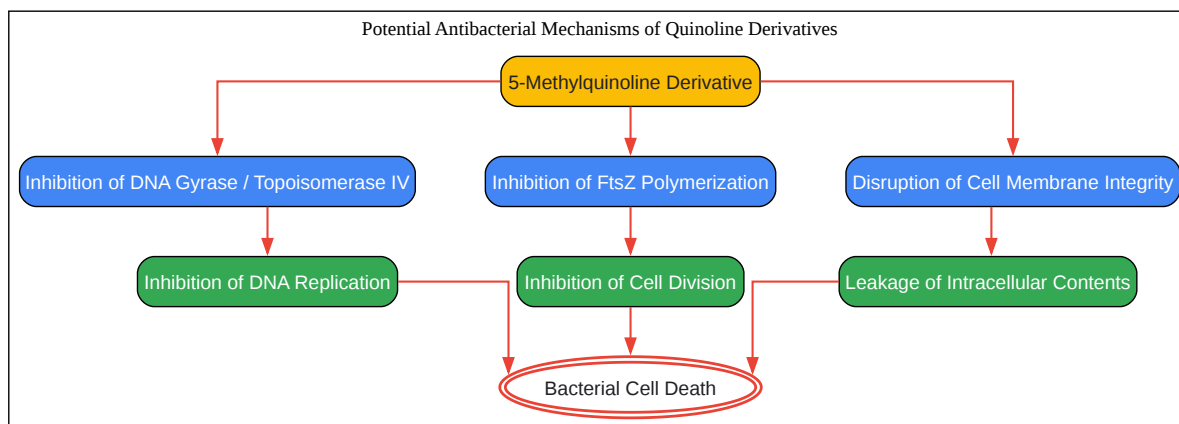 Potential Antibacterial Mechanisms of Quinoline Derivatives
5-Methylquinoline Derivative
Inhibition of DNA Gyrase / Topoisomerase IV
Inhibition of FtsZ Polymerization
Disruption of Cell Membrane Integrity
Inhibition of DNA Replication
Inhibition of Cell Division
Leakage of Intracellular Contents
Bacterial Cell Death